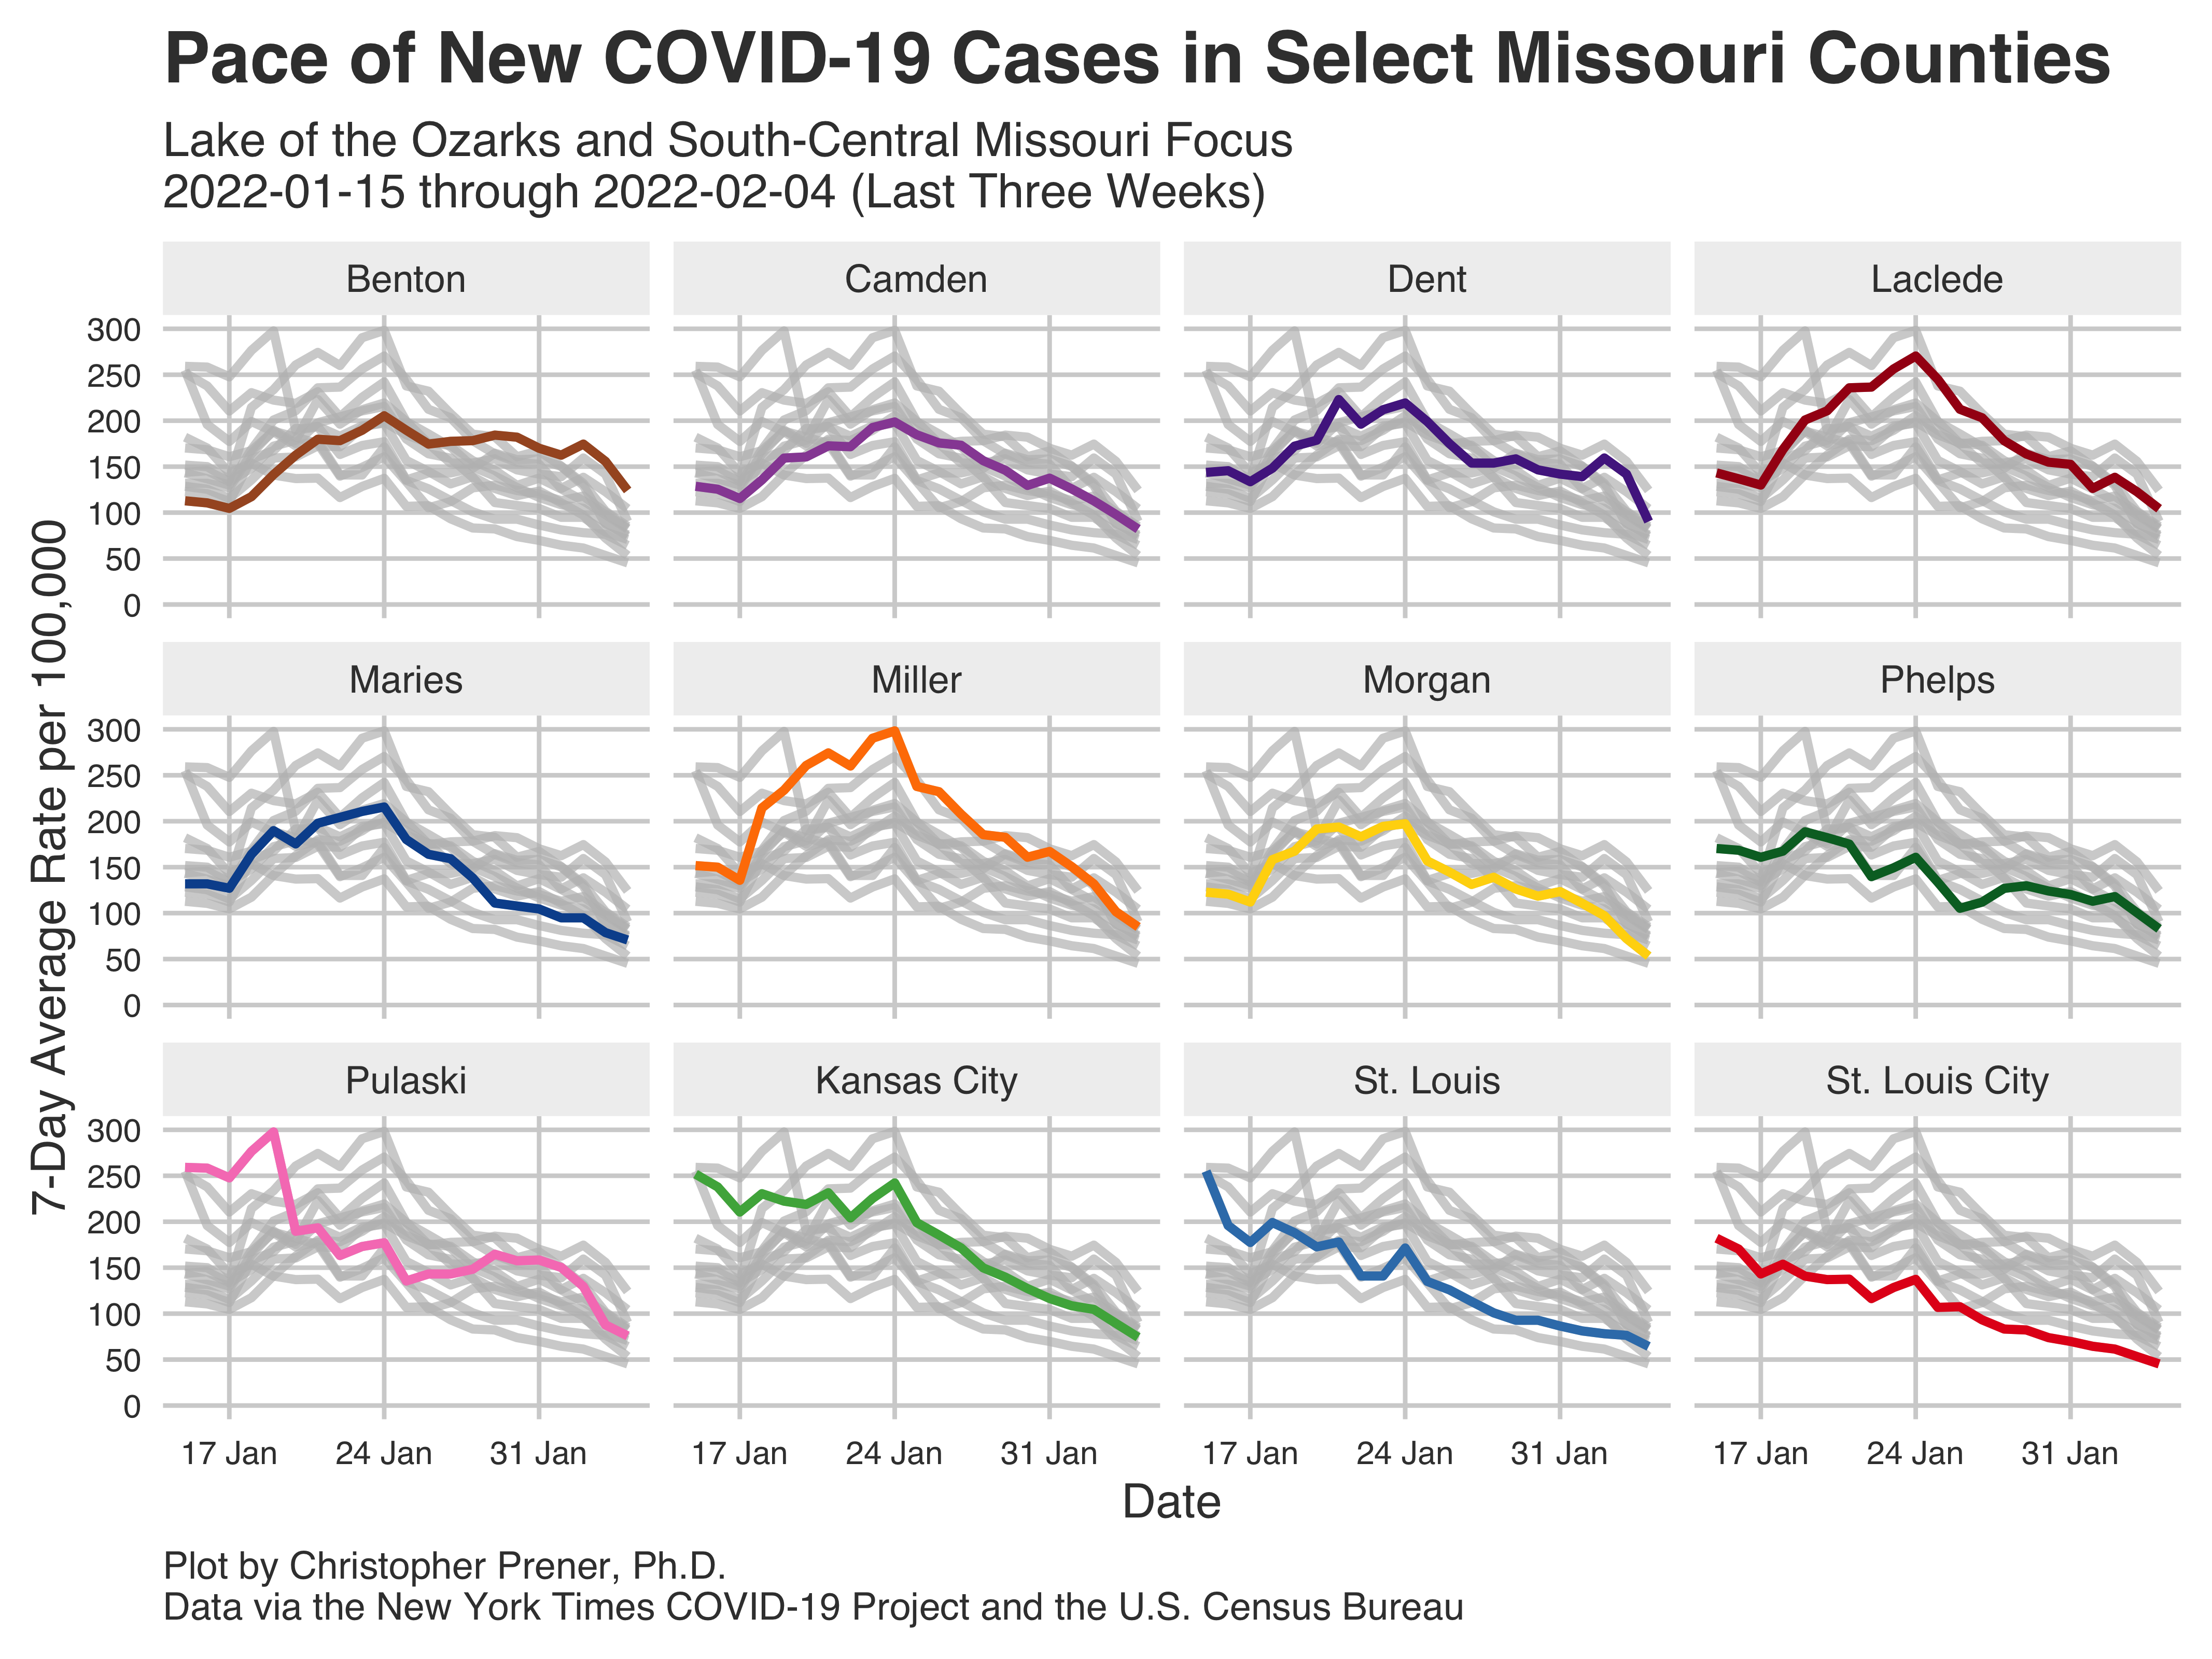 Pace of New COVID-19 Cases in Select Missouri Counties
Lake of the Ozarks and South-Central Missouri Focus
2022-01-15 through 2022-02-04 (Last Three Weeks)
7-Day Average Rate per 100,000
Benton
Camden
Dent
Laclede
300
250
200
150
100
50
0
Maries
Miller
Morgan
Phelps
300
250
200
150
100
50
0
Pulaski
Kansas City
St. Louis
St. Louis City
300
250
200
150
100
50
0
17 Jan 24 Jan 31 Jan
17 Jan 24 Jan 31 Jan
17 Jan 24 Jan 31 Jan
17 Jan 24 Jan 31 Jan
Date
Plot by Christopher Prener, Ph.D.
Data via the New York Times COVID-19 Project and the U.S. Census Bureau